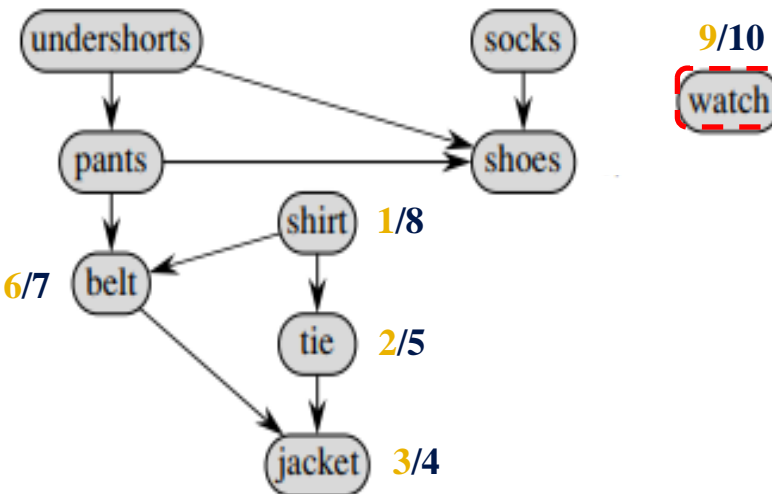 undershorts
socks
9/10
watch
pants
shoes
shirt
1/8
6/7
belt
tie
2/5
jacket
3/4